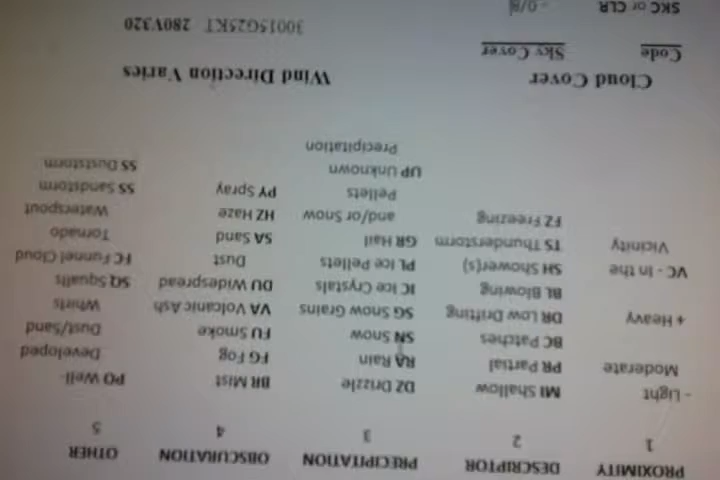 PROXIMITY DESCRIPTOR PRECIPITATION OBSCURATION OTHER
1 2 3 4 5
- Light MI Shallow DZ Drizzle BR Mist PO Well-
Moderate PR Partial RA Rain FG Fog Developed
BC Patches SN Snow FU Smoke Dust/Sand
+ Heavy DR Low Drifting SG Snow Grains VA Volcanic Ash Whirls
BL Blowing IC Ice Crystals DU Widespread SQ Squalls
VC - In the SH Shower(s) PL Ice Pellets Dust FC Funnel Cloud
Vicinity TS Thunderstorm GR Hail SA Sand Tornado
FZ Freezing and/or Snow HZ Haze Waterspout
Pellets PY Spray SS Sandstorm
UP Unknown SS Duststorm
Precipitation
Cloud Cover Wind Direction Varies
Code Sky Cover
30015G25KT 280V320
SKC or CLR - 0/8